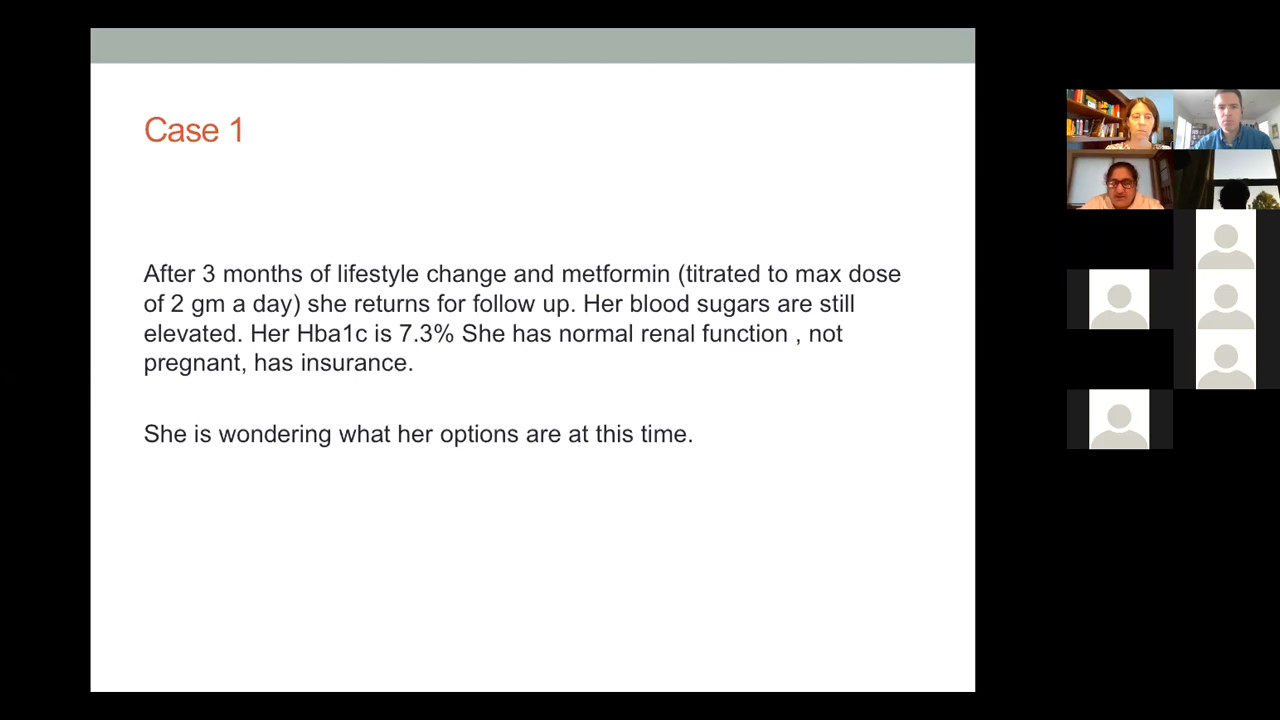 Case 1
After 3 months of lifestyle change and metformin (titrated to max dose
of 2 gm a day) she returns for follow up. Her blood sugars are still
elevated. Her Hba1c is 7.3% She has normal renal function , not
pregnant, has insurance.
She is wondering what her options are at this time.